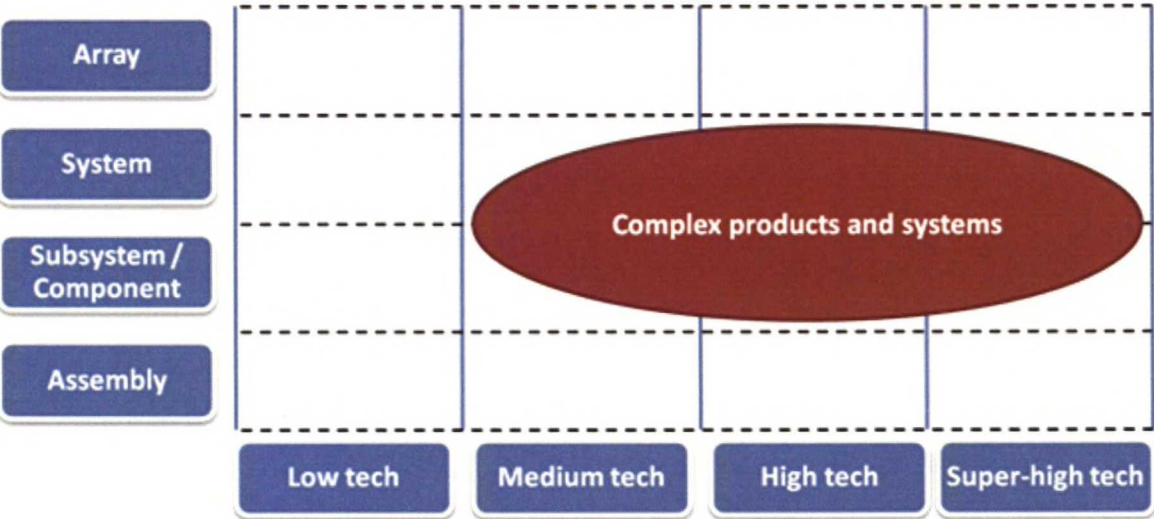 Array
System
Complex products and systems
Subsystem /
Component
Assembly
Low tech
Medium tech
High tech
Super-high tech